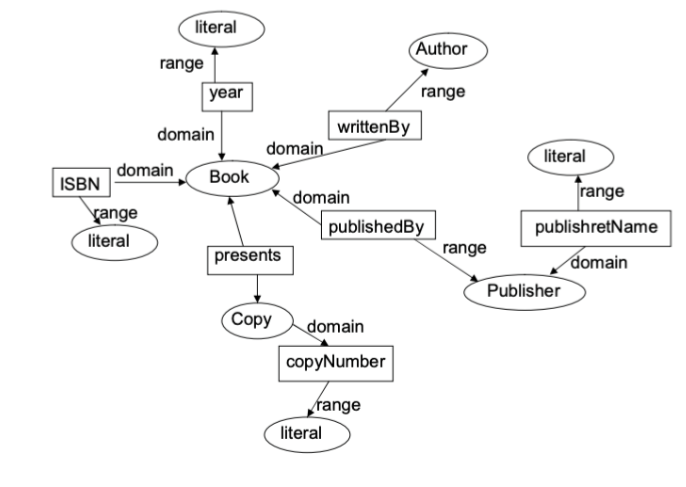 literal
Author
range
range
year
writtenBy
domain
domain
literal
ISBN
domain
Book
range
domain
range
publishedBy
publishretName
literal
range
presents
domain
Publisher
Copy
domain
copyNumber
range
literal